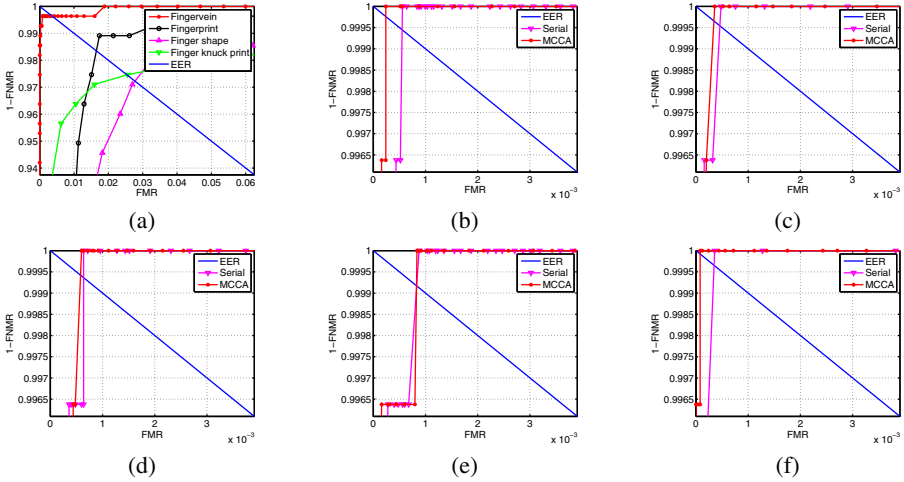 1
0.99
0.98
0.97
0.96
0.95
0.94
1-FNMR
0 0.01 0.02 0.03 0.04 0.05 0.06
FMR
Fingervein
Fingerprint
Finger shape
Finger knuck print
EER
(a)
1
0.9995
0.999
0.9985
0.998
0.9975
0.997
0.9965
1-FNMR
0 1 2 3
FMR
x 10⁻³
EER
Serial
MCCA
(b)
1
0.9995
0.999
0.9985
0.998
0.9975
0.997
0.9965
1-FNMR
0 1 2 3
FMR
x 10⁻³
EER
Serial
MCCA
(c)
1
0.9995
0.999
0.9985
0.998
0.9975
0.997
0.9965
1-FNMR
0 1 2 3
FMR
x 10⁻³
EER
Serial
MCCA
(d)
1
0.9995
0.999
0.9985
0.998
0.9975
0.997
0.9965
1-FNMR
0 1 2 3
FMR
x 10⁻³
EER
Serial
MCCA
(e)
1
0.9995
0.999
0.9985
0.998
0.9975
0.997
0.9965
1-FNMR
0 1 2 3
FMR
x 10⁻³
EER
Serial
MCCA
(f)